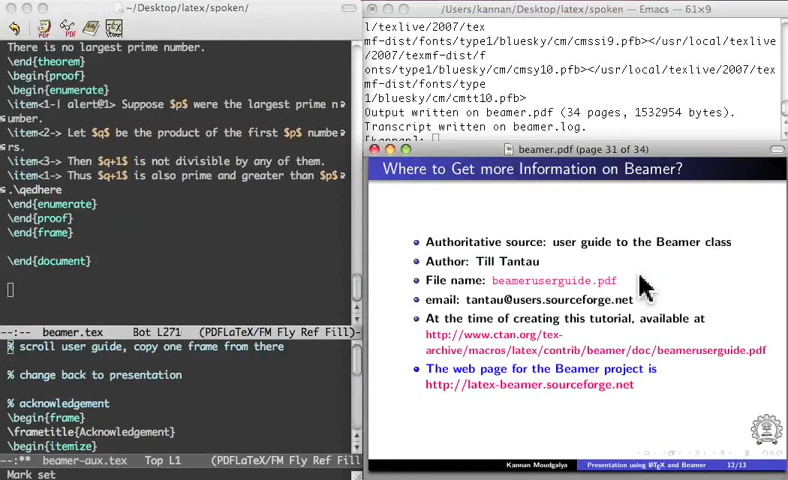 ~/Desktop/latex/spoken/
There is no largest prime number.
\end{theorem}
\begin{proof}
\begin{enumerate}
\item<1-| alert@1> Suppose $p$ were the largest prime n
umber.
\item<2-> Let $q$ be the product of the first $p$ numbe
rs.
\item<3-> Then $q+1$ is not divisible by any of them.
\item<1-> Thus $q+1$ is also prime and greater than $p$
.\qedhere
\end{enumerate}
\end{proof}
\end{frame}
\end{document}
--:-- beamer.tex Bot L271 (PDFLaTeX/FM Fly Ref Fill)-
% scroll user guide, copy one frame from there
% change back to presentation
% acknowledgement
\begin{frame}
\frametitle{Acknowledgement}
\begin{itemize}
-:** beamer-aux.tex Top L1 (PDFLaTeX/FM Fly Ref Fill)
Mark set
/Users/kannan/Desktop/latex/spoken — Emacs — 61×9
l/texlive/2007/tex
mf-dist/fonts/type1/bluesky/cm/cmssi9.pfb></usr/local/texlive
/2007/texmf-dist/f
onts/type1/bluesky/cm/cmsy10.pfb></usr/local/texlive/2007/tex
mf-dist/fonts/type
1/bluesky/cm/cmtt10.pfb>
Output written on beamer.pdf (34 pages, 1532954 bytes).
Transcript written on beamer.log.
beamer.pdf (page 31 of 34)
Where to Get more Information on Beamer?
Authoritative source: user guide to the Beamer class
Author: Till Tantau
File name: beameruserguide.pdf
email: tantau@users.sourceforge.net
At the time of creating this tutorial, available at
http://www.ctan.org/tex-
archive/macros/latex/contrib/beamer/doc/beameruserguide.pdf
The web page for the Beamer project is
http://latex-beamer.sourceforge.net
Kannan Moudgalya Presentation using LATEX and Beamer 12/13